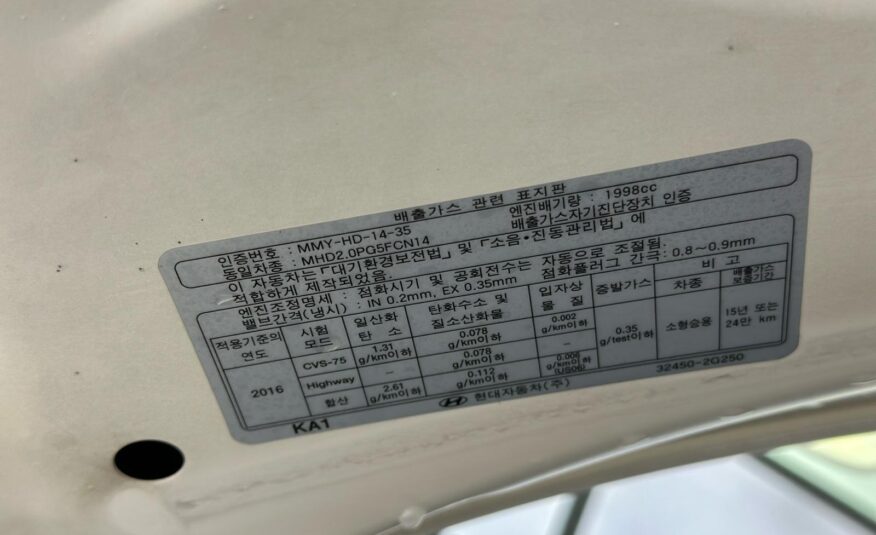 배출가스 관련 표지판
인증번호 : MMY-HD-14-35 엔진배기량 : 1998cc
동일차종 : MHD2.0PG5FCN14 배출가스자기진단장치 인증
이 자동차는「대기환경보전법」및「소음·진동관리법」에
적합하게 제작되었음.
엔진조정명세 : 점화시기 및 공회전수는 자동으로 조절됨.
밸브간격(냉시) : IN 0.2mm, EX 0.35mm 점화플러그 간극: 0.8~0.9mm
적용기준의 연도 시험 모드 일산화 탄소 탄화수소 및 질소산화물 입자상 물질 증발가스 비고
차종 배출가스 보증기간
2016 CVS-75 1.31 g/km이하 0.078 g/km이하 0.002 g/km이하 0.35 g/test이하 소형승용 15년 또는 24만 km
Highway - 0.078 g/km이하 -
합산 2.61 g/km이하 0.112 g/km이하 g/km이하 (US06)
KA1 현대자동차(주) 32450-2G250